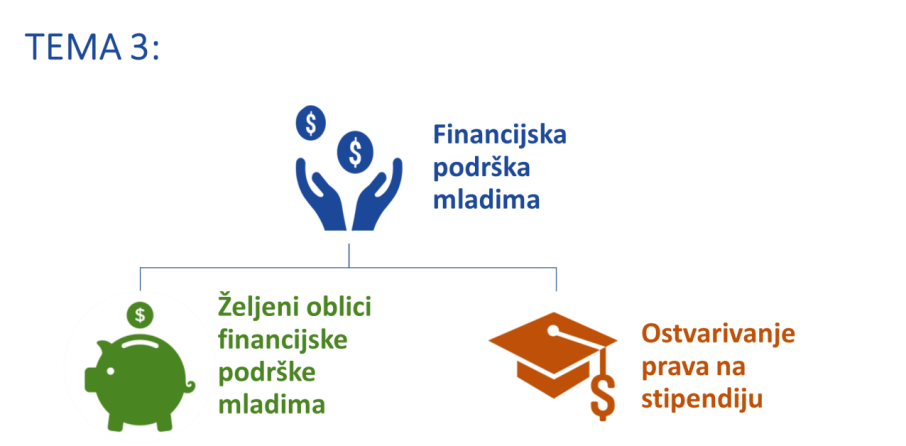 TEMA 3:
$
$
Financijska
podrška
mladima
$
Željeni oblici
financijske
podrške
mladima
$
Ostvarivanje
prava na
stipendiju